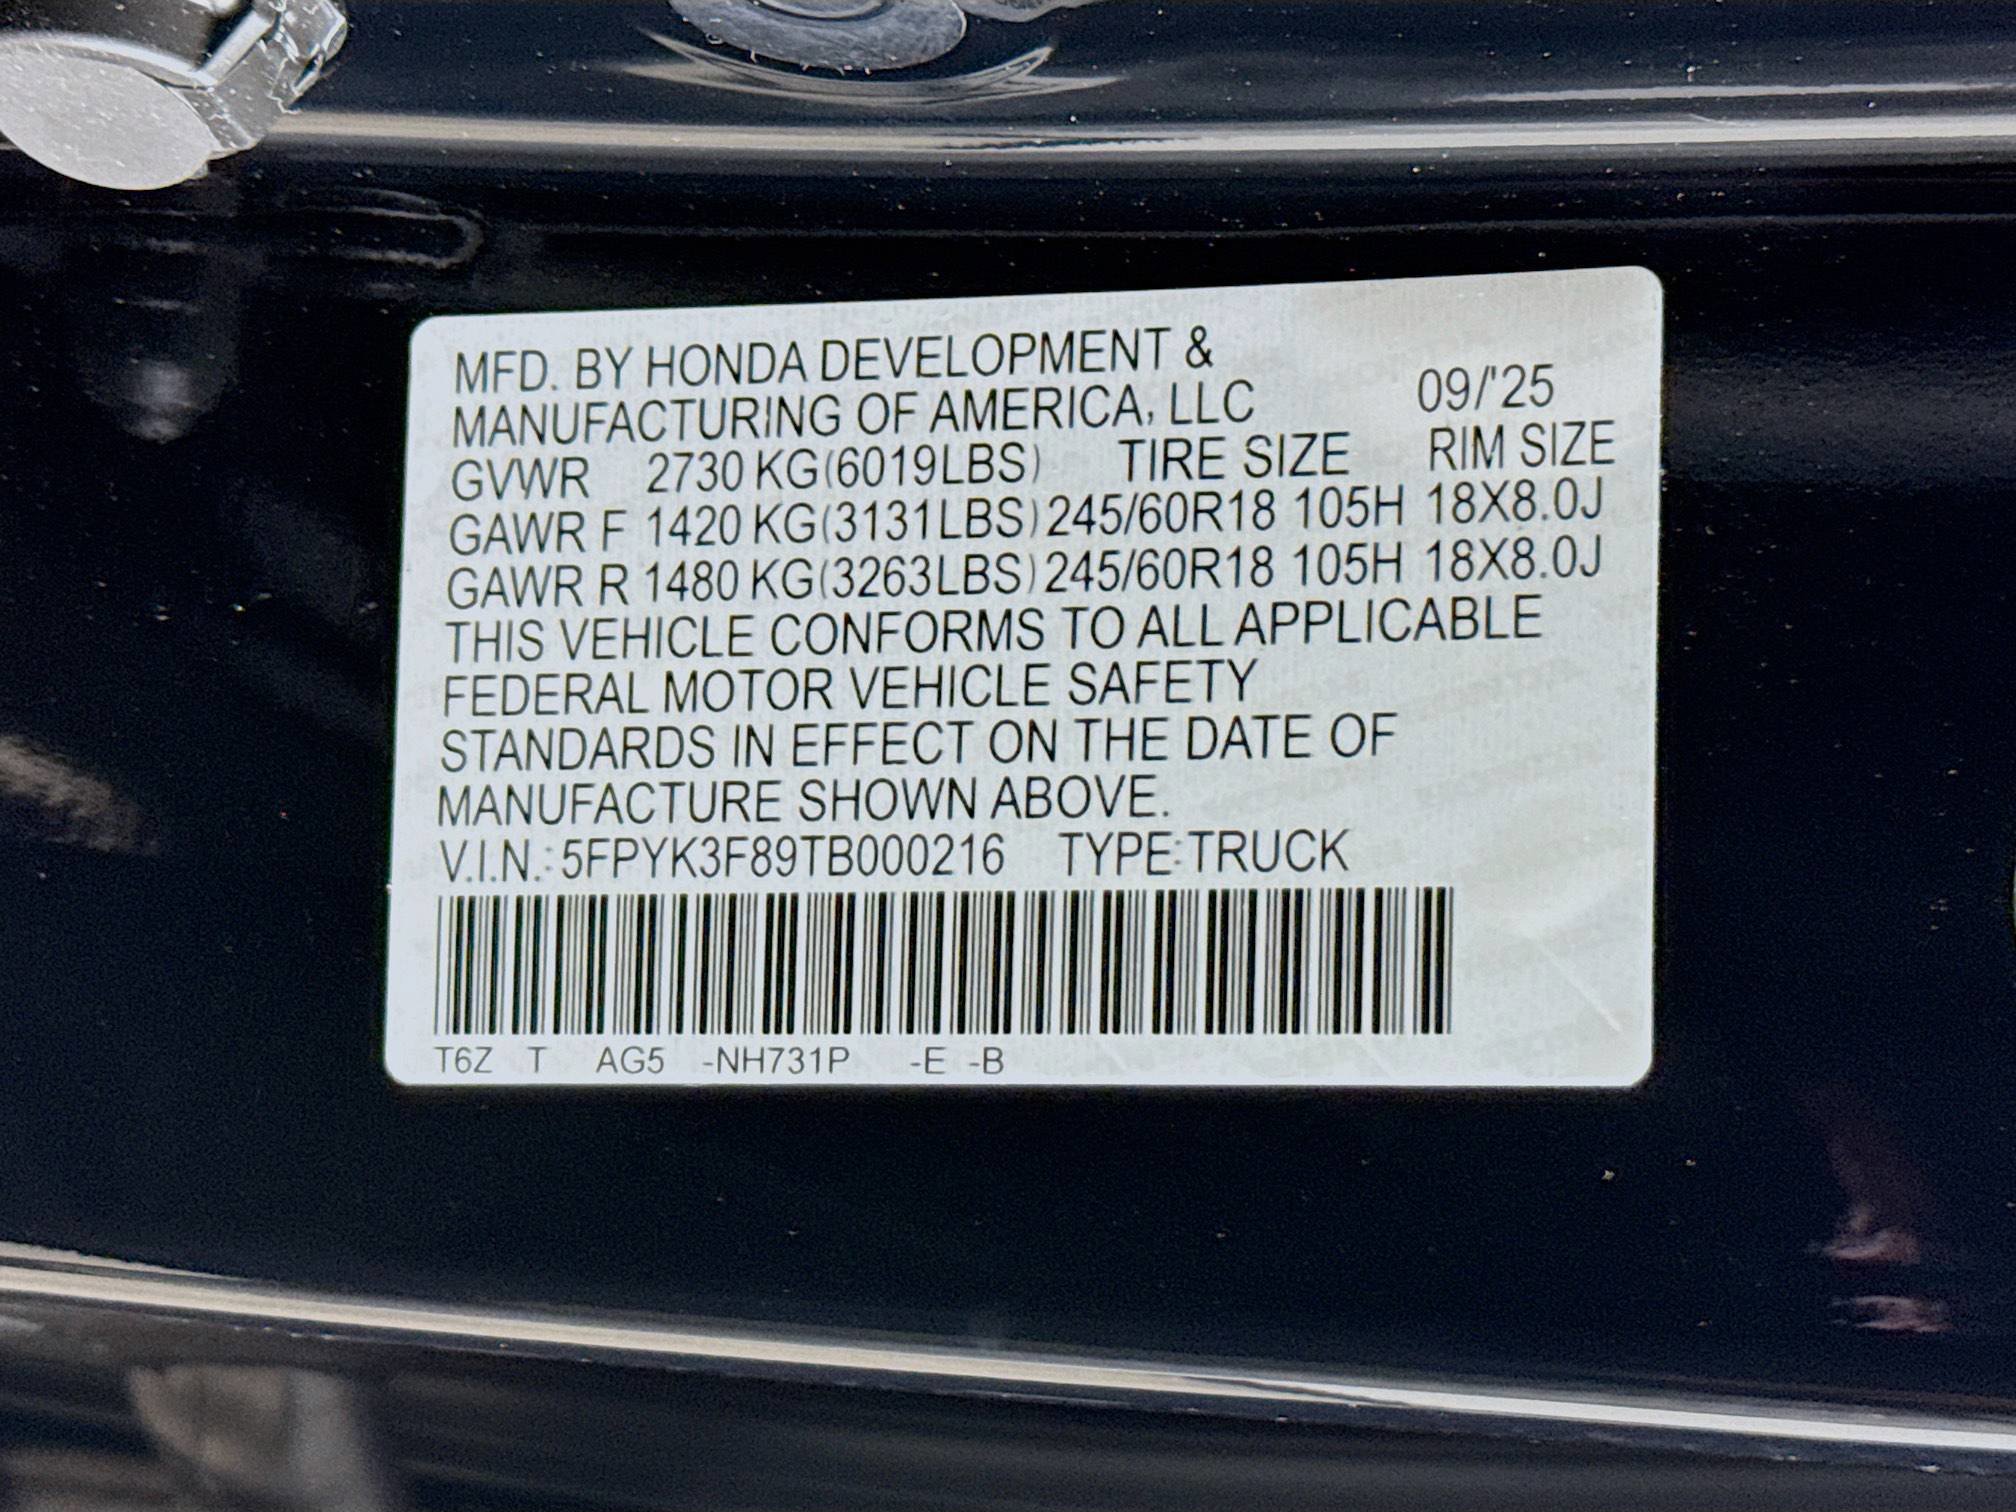 MFD. BY HONDA DEVELOPMENT &
MANUFACTURING OF AMERICA, LLC 09/'25
GVWR 2730 KG(6019LBS) TIRE SIZE RIM SIZE
GAWR F 1420 KG(3131LBS) 245/60R18 105H 18X8.0J
GAWR R 1480 KG(3263LBS) 245/60R18 105H 18X8.0J
THIS VEHICLE CONFORMS TO ALL APPLICABLE
FEDERAL MOTOR VEHICLE SAFETY
STANDARDS IN EFFECT ON THE DATE OF
MANUFACTURE SHOWN ABOVE.
V.I.N.: 5FPYK3F89TB000216 TYPE:TRUCK
T6Z T AG5 -NH731P -E -B